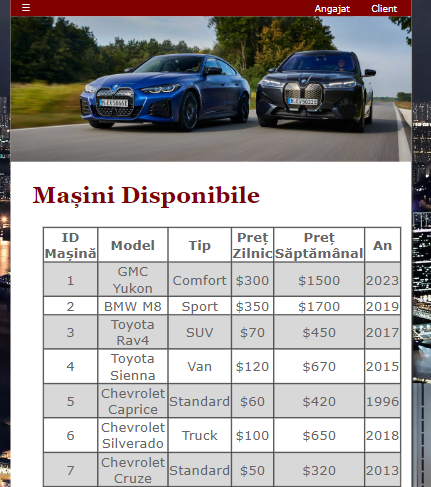 ☰ Angajat Client
Mașini Disponibile
ID Mașină Model Tip Preț Zilnic Preț Săptămânal An
1 GMC Yukon Comfort $300 $1500 2023
2 BMW M8 Sport $350 $1700 2019
3 Toyota Rav4 SUV $70 $450 2017
4 Toyota Sienna Van $120 $670 2015
5 Chevrolet Caprice Standard $60 $420 1996
6 Chevrolet Silverado Truck $100 $650 2018
7 Chevrolet Cruze Standard $50 $320 2013